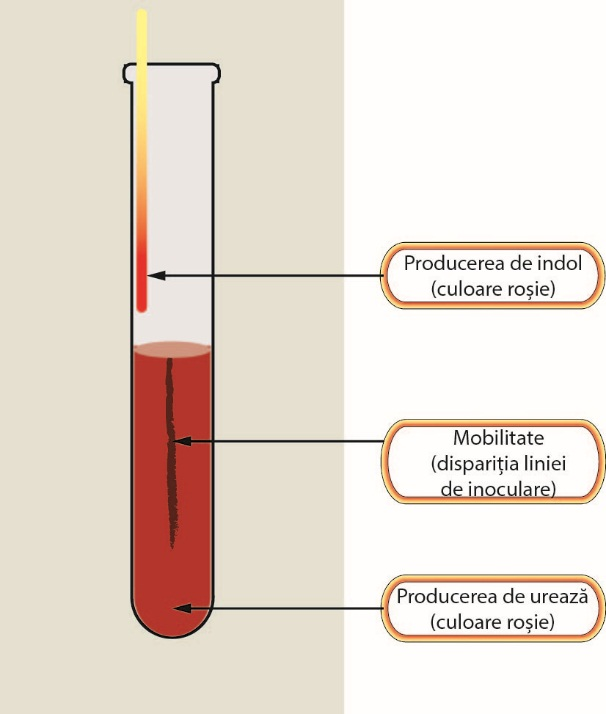 Producerea de indol
(culoare roșie)
Mobilitate
(dispariția liniei
de inoculare)
Producerea de urează
(culoare roșie)